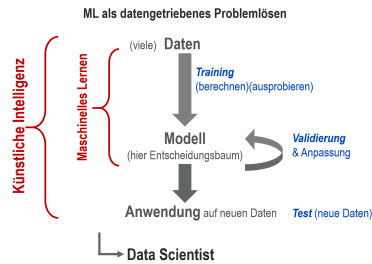 ML als datengetriebenes Problemlösen
(viele) Daten
Training
(berechnen)(ausprobieren)
Künstliche Intelligenz
Maschinelles Lernen
Modell
(hier Entscheidungsbaum)
Validierung
& Anpassung
Anwendung auf neuen Daten
Test (neue Daten)
Data Scientist